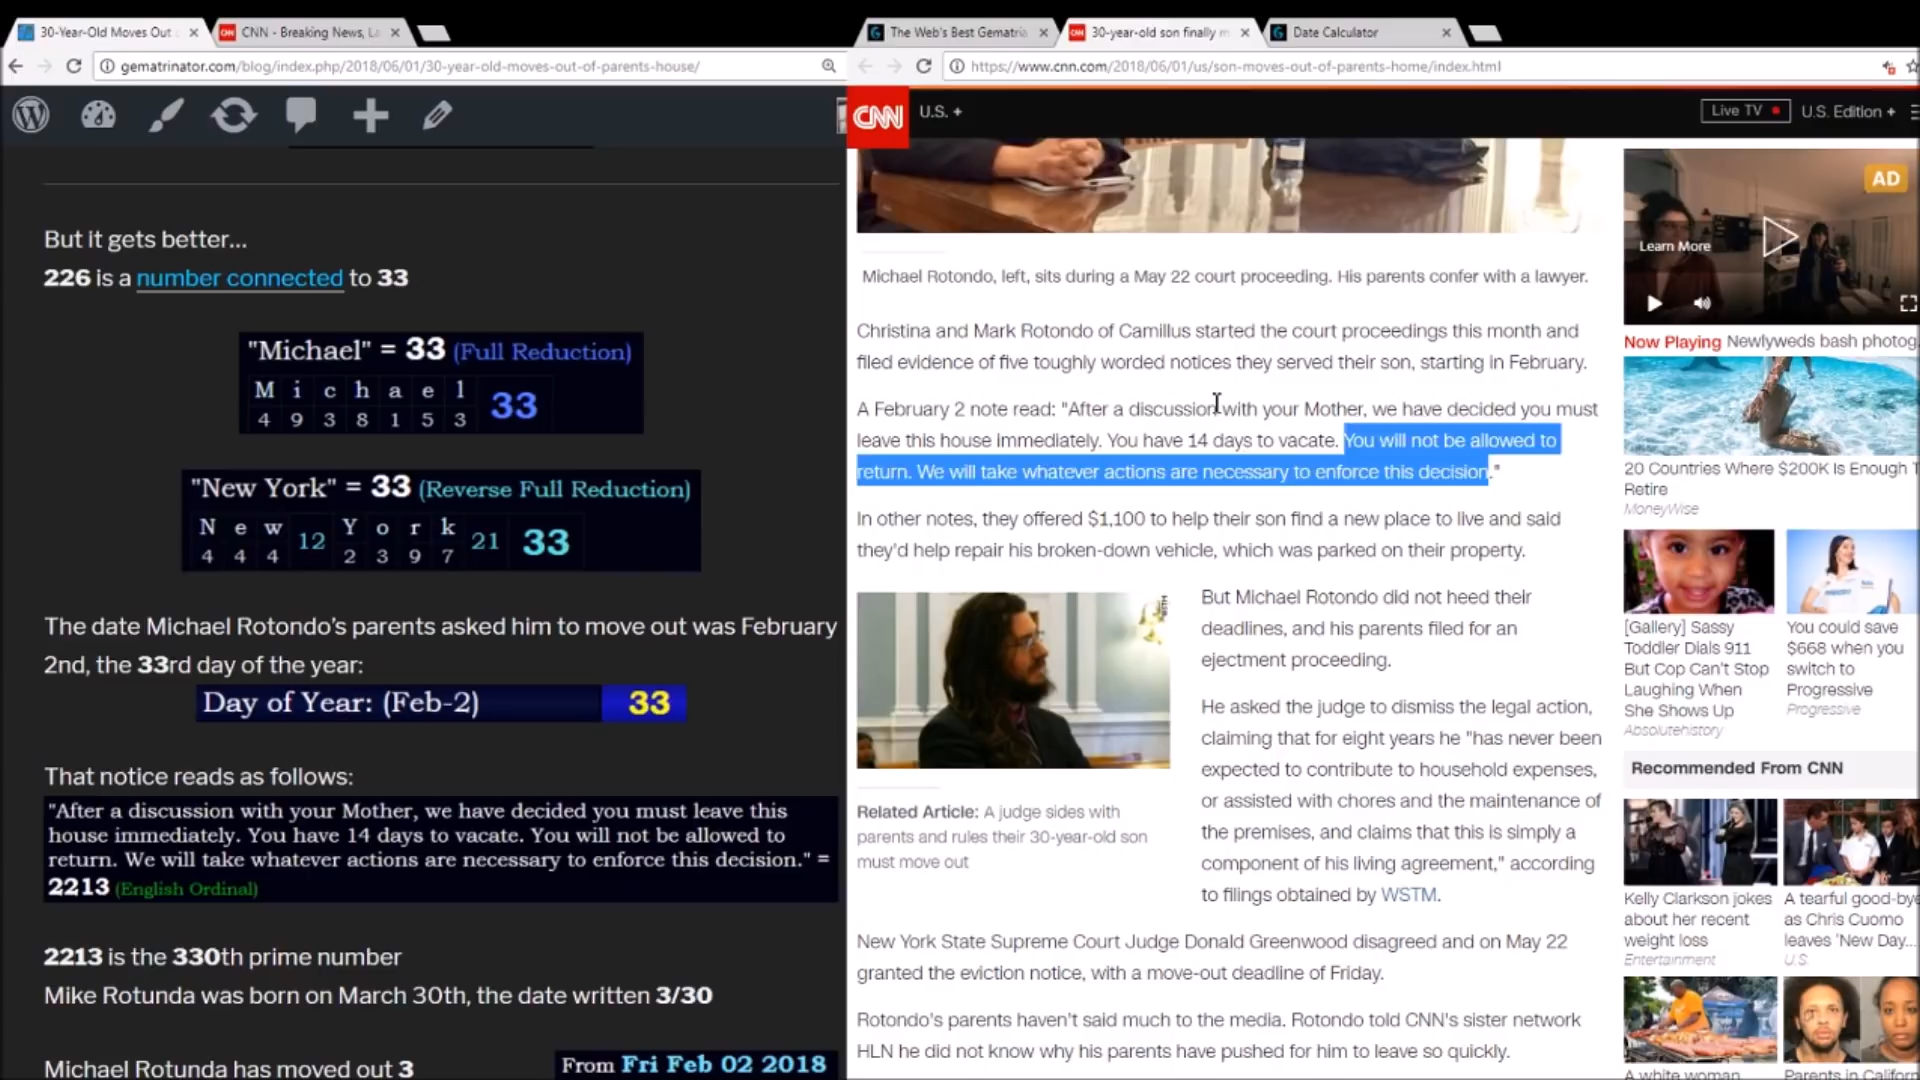 30-Year-Old Moves Out
CNN - Breaking News, La
gematrinator.com/blog/index.php/2018/06/01/30-year-old-moves-out-of-parents-house/
But it gets better...
226 is a number connected to 33
"Michael" = 33 (Full Reduction)
M i c h a e l 33
4 9 3 8 1 5 3
"New York" = 33 (Reverse Full Reduction)
N e w 12 Y o r k 21 33
4 4 4 2 3 9 7
The date Michael Rotondo's parents asked him to move out was February
2nd, the 33rd day of the year:
Day of Year: (Feb-2) 33
That notice reads as follows:
"After a discussion with your Mother, we have decided you must leave this
house immediately. You have 14 days to vacate. You will not be allowed to
return. We will take whatever actions are necessary to enforce this decision." =
2213 (English Ordinal)
2213 is the 330th prime number
Mike Rotunda was born on March 30th, the date written 3/30
Michael Rotunda has moved out 3
From Fri Feb 02 2018
The Web's Best Gematria
30-year-old son finally m
Date Calculator
https://www.cnn.com/2018/06/01/us/son-moves-out-of-parents-home/index.html
CNN U.S. +
Live TV
U.S. Edition +
Michael Rotondo, left, sits during a May 22 court proceeding. His parents confer with a lawyer.
Christina and Mark Rotondo of Camillus started the court proceedings this month and
filed evidence of five toughly worded notices they served their son, starting in February.
A February 2 note read: "After a discussion with your Mother, we have decided you must
leave this house immediately. You have 14 days to vacate. You will not be allowed to
return. We will take whatever actions are necessary to enforce this decision."
In other notes, they offered $1,100 to help their son find a new place to live and said
they'd help repair his broken-down vehicle, which was parked on their property.
WSTM
Related Article: A judge sides with
parents and rules their 30-year-old son
must move out
But Michael Rotondo did not heed their
deadlines, and his parents filed for an
ejectment proceeding.
He asked the judge to dismiss the legal action,
claiming that for eight years he "has never been
expected to contribute to household expenses,
or assisted with chores and the maintenance of
the premises, and claims that this is simply a
component of his living agreement," according
to filings obtained by WSTM.
New York State Supreme Court Judge Donald Greenwood disagreed and on May 22
granted the eviction notice, with a move-out deadline of Friday.
Rotondo's parents haven't said much to the media. Rotondo told CNN's sister network
HLN he did not know why his parents have pushed for him to leave so quickly.
AD
Learn More
Now Playing Newlyweds bash photog
20 Countries Where $200K Is Enough T
Retire
MoneyWise
[Gallery] Sassy
Toddler Dials 911
But Cop Can't Stop
Laughing When
She Shows Up
Absolutehistory
You could save
$668 when you
switch to
Progressive
Progressive
Recommended From CNN
Kelly Clarkson jokes
about her recent
weight loss
Entertainment
A tearful good-bye
as Chris Cuomo
leaves 'New Day...
U.S.
A white woman
Parents in Californ